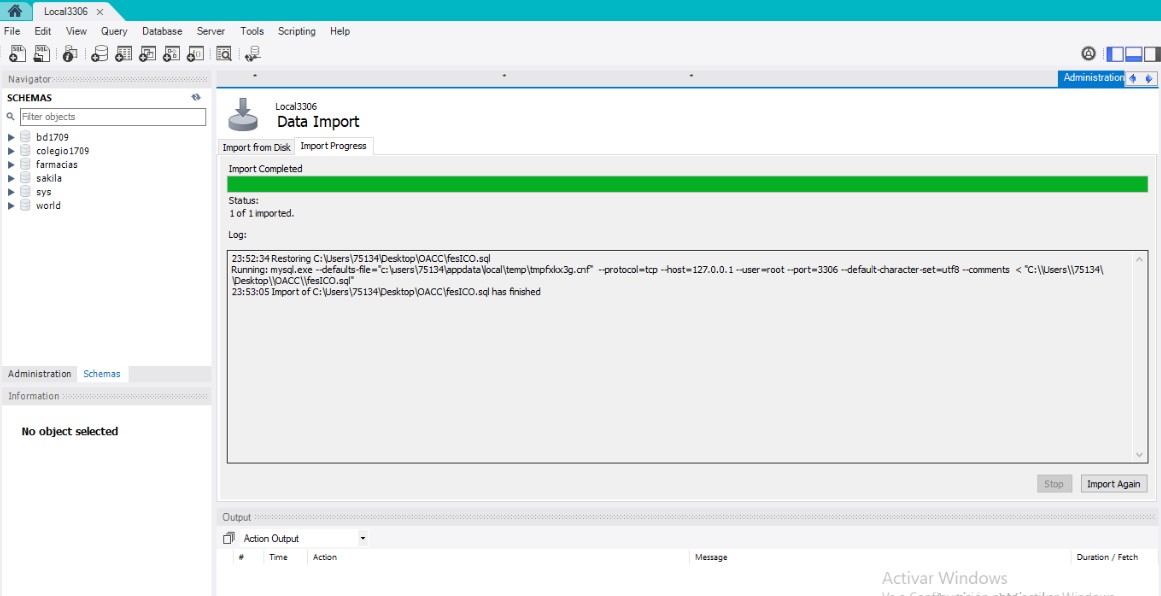 Local3306
File Edit View Query Database Server Tools Scripting Help
Navigator
SCHEMAS
Filter objects
bd1709
colegio1709
farmacias
sakila
sys
world
Administration Schemas
Information
No object selected
Administration
Local3306
Data Import
Import from Disk Import Progress
Import Completed
Status:
1 of 1 imported.
Log:
23:52:34 Restoring C:\Users\75134\Desktop\OACC\fesICO.sql
Running: mysql.exe --defaults-file="c:\users\75134\appdata\local\temp\tmpfxkx3g.cnf" --protocol=tcp --host=127.0.0.1 --user=root --port=3306 --default-character-set=utf8 --comments < "C:\\Users\\75134\
\Desktop\\OACC\\fesICO.sql"
23:53:05 Import of C:\Users\75134\Desktop\OACC\fesICO.sql has finished
Stop Import Again
Output
Action Output
# Time Action Message Duration / Fetch
Activar Windows